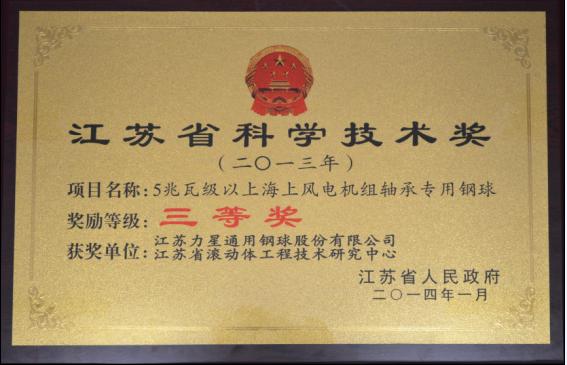 江苏省科学技术奖
(二〇一三年)
项目名称:5兆瓦级以上海上风电机组轴承专用钢球
奖励等级:三等奖
获奖单位:江苏力星通用钢球股份有限公司
江苏省滚动体工程技术研究中心
江苏省人民政府
二〇一四年一月